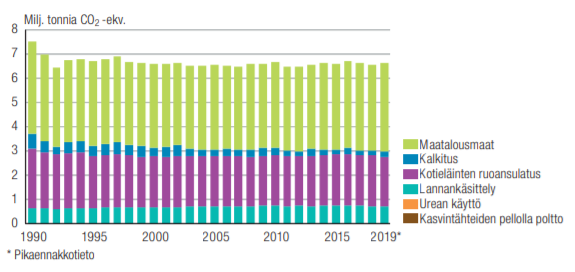 Milj. tonnia CO₂ -ekv.
8
7
6
5
4
3
2
1
0
1990 1995 2000 2005 2010 2015 2019*
Maatalousmaat
Kalkitus
Kotieläinten ruoansulatus
Lannankäsittely
Urean käyttö
Kasvintähteiden pellolla poltto
* Pikaennakkotieto